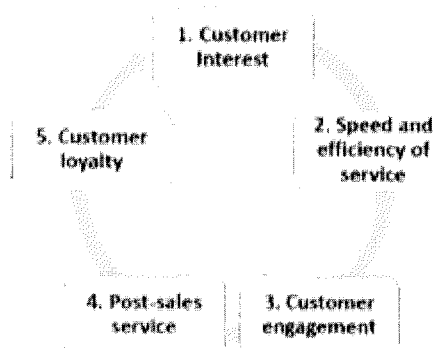 1. Customer
Interest
2. Speed and
efficiency of
service
3. Customer
engagement
4. Post-sales
service
5. Customer
loyalty